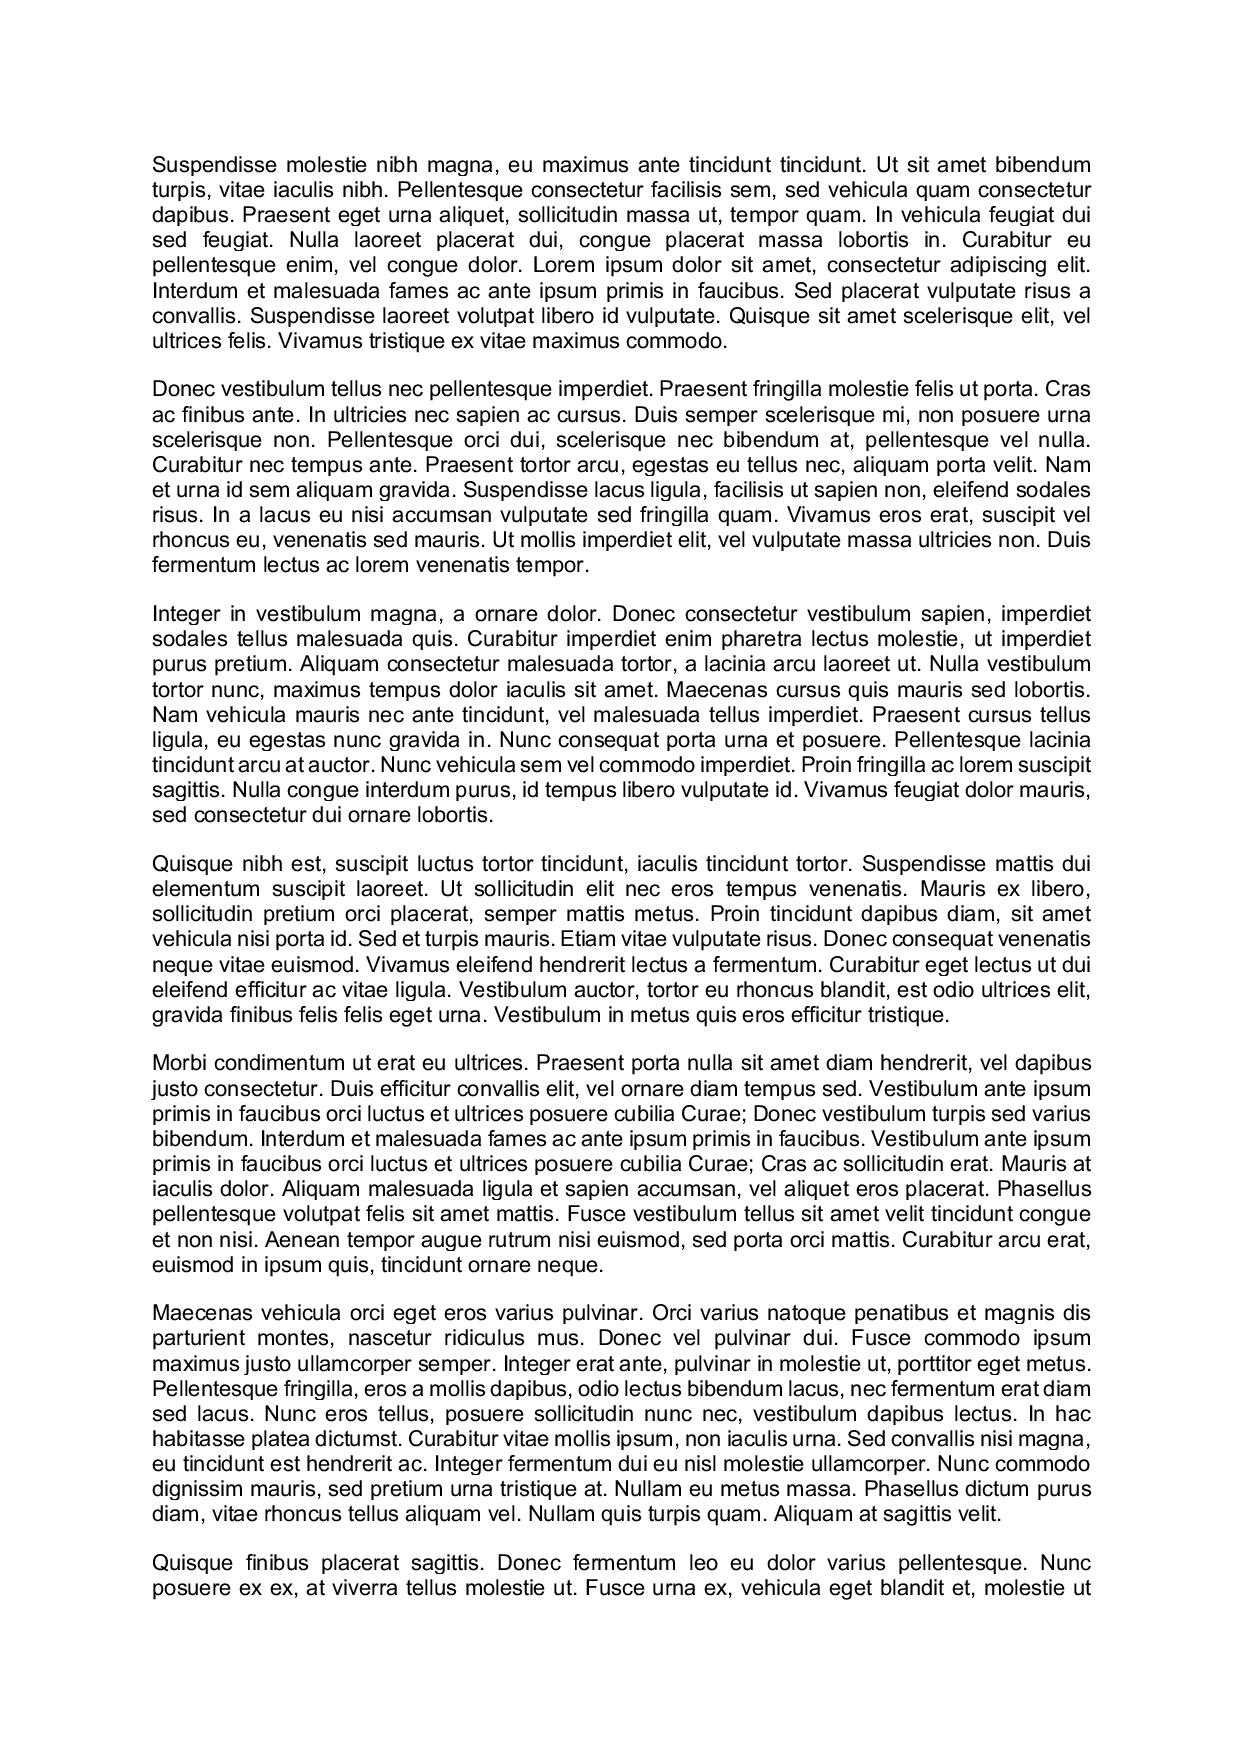 Suspendisse molestie nibh magna, eu maximus ante tincidunt tincidunt. Ut sit amet bibendum
turpis, vitae iaculis nibh. Pellentesque consectetur facilisis sem, sed vehicula quam consectetur
dapibus. Praesent eget urna aliquet, sollicitudin massa ut, tempor quam. In vehicula feugiat dui
sed feugiat. Nulla laoreet placerat dui, congue placerat massa lobortis in. Curabitur eu
pellentesque enim, vel congue dolor. Lorem ipsum dolor sit amet, consectetur adipiscing elit.
Interdum et malesuada fames ac ante ipsum primis in faucibus. Sed placerat vulputate risus a
convallis. Suspendisse laoreet volutpat libero id vulputate. Quisque sit amet scelerisque elit, vel
ultrices felis. Vivamus tristique ex vitae maximus commodo.
Donec vestibulum tellus nec pellentesque imperdiet. Praesent fringilla molestie felis ut porta. Cras
ac finibus ante. In ultricies nec sapien ac cursus. Duis semper scelerisque mi, non posuere urna
scelerisque non. Pellentesque orci dui, scelerisque nec bibendum at, pellentesque vel nulla.
Curabitur nec tempus ante. Praesent tortor arcu, egestas eu tellus nec, aliquam porta velit. Nam
et urna id sem aliquam gravida. Suspendisse lacus ligula, facilisis ut sapien non, eleifend sodales
risus. In a lacus eu nisi accumsan vulputate sed fringilla quam. Vivamus eros erat, suscipit vel
rhoncus eu, venenatis sed mauris. Ut mollis imperdiet elit, vel vulputate massa ultricies non. Duis
fermentum lectus ac lorem venenatis tempor.
Integer in vestibulum magna, a ornare dolor. Donec consectetur vestibulum sapien, imperdiet
sodales tellus malesuada quis. Curabitur imperdiet enim pharetra lectus molestie, ut imperdiet
purus pretium. Aliquam consectetur malesuada tortor, a lacinia arcu laoreet ut. Nulla vestibulum
tortor nunc, maximus tempus dolor iaculis sit amet. Maecenas cursus quis mauris sed lobortis.
Nam vehicula mauris nec ante tincidunt, vel malesuada tellus imperdiet. Praesent cursus tellus
ligula, eu egestas nunc gravida in. Nunc consequat porta urna et posuere. Pellentesque lacinia
tincidunt arcu at auctor. Nunc vehicula sem vel commodo imperdiet. Proin fringilla ac lorem suscipit
sagittis. Nulla congue interdum purus, id tempus libero vulputate id. Vivamus feugiat dolor mauris,
sed consectetur dui ornare lobortis.
Quisque nibh est, suscipit luctus tortor tincidunt, iaculis tincidunt tortor. Suspendisse mattis dui
elementum suscipit laoreet. Ut sollicitudin elit nec eros tempus venenatis. Mauris ex libero,
sollicitudin pretium orci placerat, semper mattis metus. Proin tincidunt dapibus diam, sit amet
vehicula nisi porta id. Sed et turpis mauris. Etiam vitae vulputate risus. Donec consequat venenatis
neque vitae euismod. Vivamus eleifend hendrerit lectus a fermentum. Curabitur eget lectus ut dui
eleifend efficitur ac vitae ligula. Vestibulum auctor, tortor eu rhoncus blandit, est odio ultrices elit,
gravida finibus felis felis eget urna. Vestibulum in metus quis eros efficitur tristique.
Morbi condimentum ut erat eu ultrices. Praesent porta nulla sit amet diam hendrerit, vel dapibus
justo consectetur. Duis efficitur convallis elit, vel ornare diam tempus sed. Vestibulum ante ipsum
primis in faucibus orci luctus et ultrices posuere cubilia Curae; Donec vestibulum turpis sed varius
bibendum. Interdum et malesuada fames ac ante ipsum primis in faucibus. Vestibulum ante ipsum
primis in faucibus orci luctus et ultrices posuere cubilia Curae; Cras ac sollicitudin erat. Mauris at
iaculis dolor. Aliquam malesuada ligula et sapien accumsan, vel aliquet eros placerat. Phasellus
pellentesque volutpat felis sit amet mattis. Fusce vestibulum tellus sit amet velit tincidunt congue
et non nisi. Aenean tempor augue rutrum nisi euismod, sed porta orci mattis. Curabitur arcu erat,
euismod in ipsum quis, tincidunt ornare neque.
Maecenas vehicula orci eget eros varius pulvinar. Orci varius natoque penatibus et magnis dis
parturient montes, nascetur ridiculus mus. Donec vel pulvinar dui. Fusce commodo ipsum
maximus justo ullamcorper semper. Integer erat ante, pulvinar in molestie ut, porttitor eget metus.
Pellentesque fringilla, eros a mollis dapibus, odio lectus bibendum lacus, nec fermentum erat diam
sed lacus. Nunc eros tellus, posuere sollicitudin nunc nec, vestibulum dapibus lectus. In hac
habitasse platea dictumst. Curabitur vitae mollis ipsum, non iaculis urna. Sed convallis nisi magna,
eu tincidunt est hendrerit ac. Integer fermentum dui eu nisl molestie ullamcorper. Nunc commodo
dignissim mauris, sed pretium urna tristique at. Nullam eu metus massa. Phasellus dictum purus
diam, vitae rhoncus tellus aliquam vel. Nullam quis turpis quam. Aliquam at sagittis velit.
Quisque finibus placerat sagittis. Donec fermentum leo eu dolor varius pellentesque. Nunc
posuere ex ex, at viverra tellus molestie ut. Fusce urna ex, vehicula eget blandit et, molestie ut